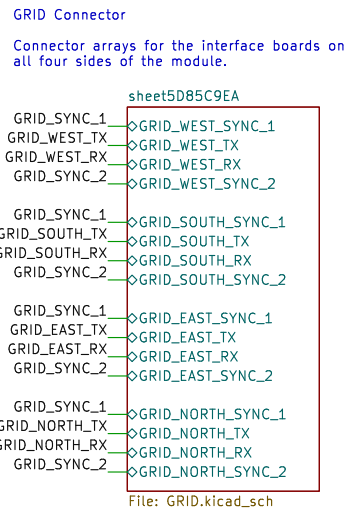 GRID Connector
Connector arrays for the interface boards on
all four sides of the module.
sheet5D85C9EA
GRID_SYNC_1 GRID_WEST_SYNC_1
GRID_WEST_TX GRID_WEST_TX
GRID_WEST_RX GRID_WEST_RX
GRID_SYNC_2 GRID_WEST_SYNC_2
GRID_SYNC_1 GRID_SOUTH_SYNC_1
GRID_SOUTH_TX GRID_SOUTH_TX
GRID_SOUTH_RX GRID_SOUTH_RX
GRID_SYNC_2 GRID_SOUTH_SYNC_2
GRID_SYNC_1 GRID_EAST_SYNC_1
GRID_EAST_TX GRID_EAST_TX
GRID_EAST_RX GRID_EAST_RX
GRID_SYNC_2 GRID_EAST_SYNC_2
GRID_SYNC_1 GRID_NORTH_SYNC_1
GRID_NORTH_TX GRID_NORTH_TX
GRID_NORTH_RX GRID_NORTH_RX
GRID_SYNC_2 GRID_NORTH_SYNC_2
File: GRID.kicad_sch